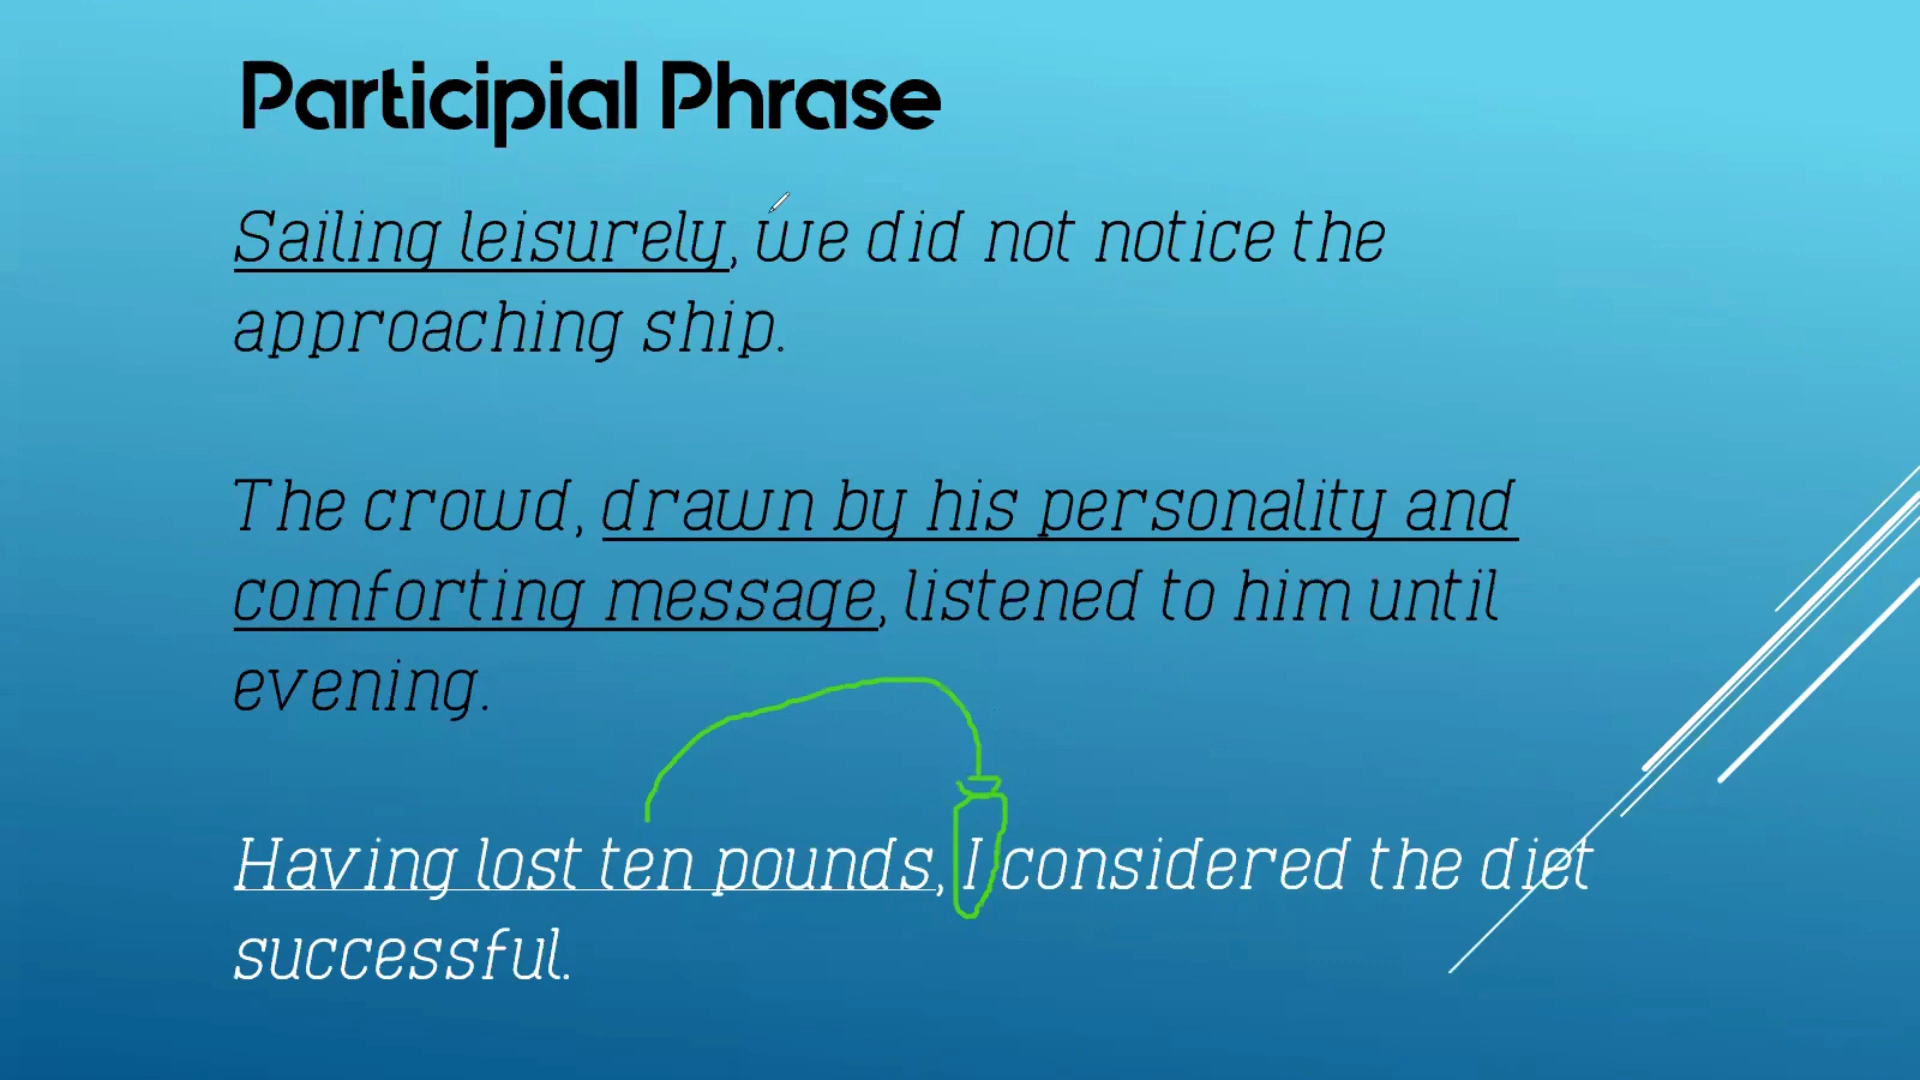 Participial Phrase
Sailing leisurely, we did not notice the
approaching ship.
The crowd, drawn by his personality and
comforting message, listened to him until
evening.
Having lost ten pounds, I considered the diet
successful.